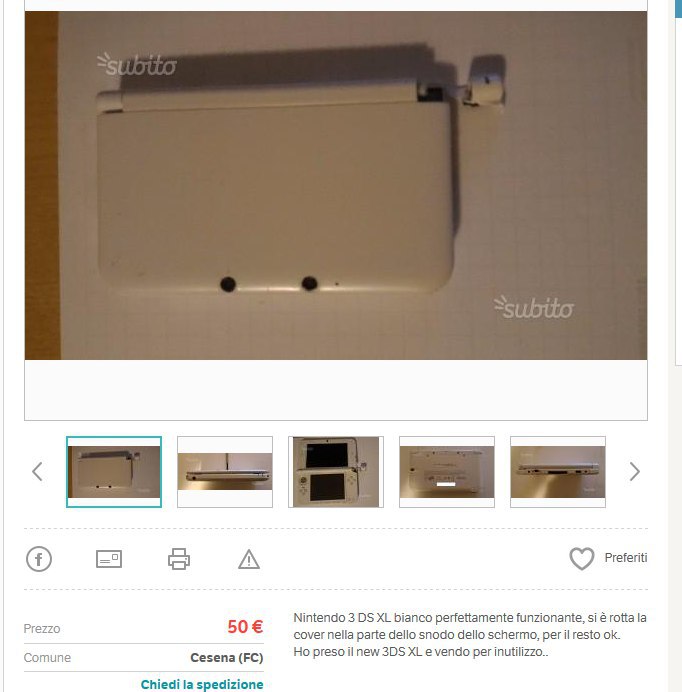 subito
subito
Preferiti
Prezzo 50 €
Comune Cesena (FC)
Chiedi la spedizione
Nintendo 3 DS XL bianco perfettamente funzionante, si è rotta la
cover nella parte dello snodo dello schermo, per il resto ok.
Ho preso il new 3DS XL e vendo per inutilizzo..